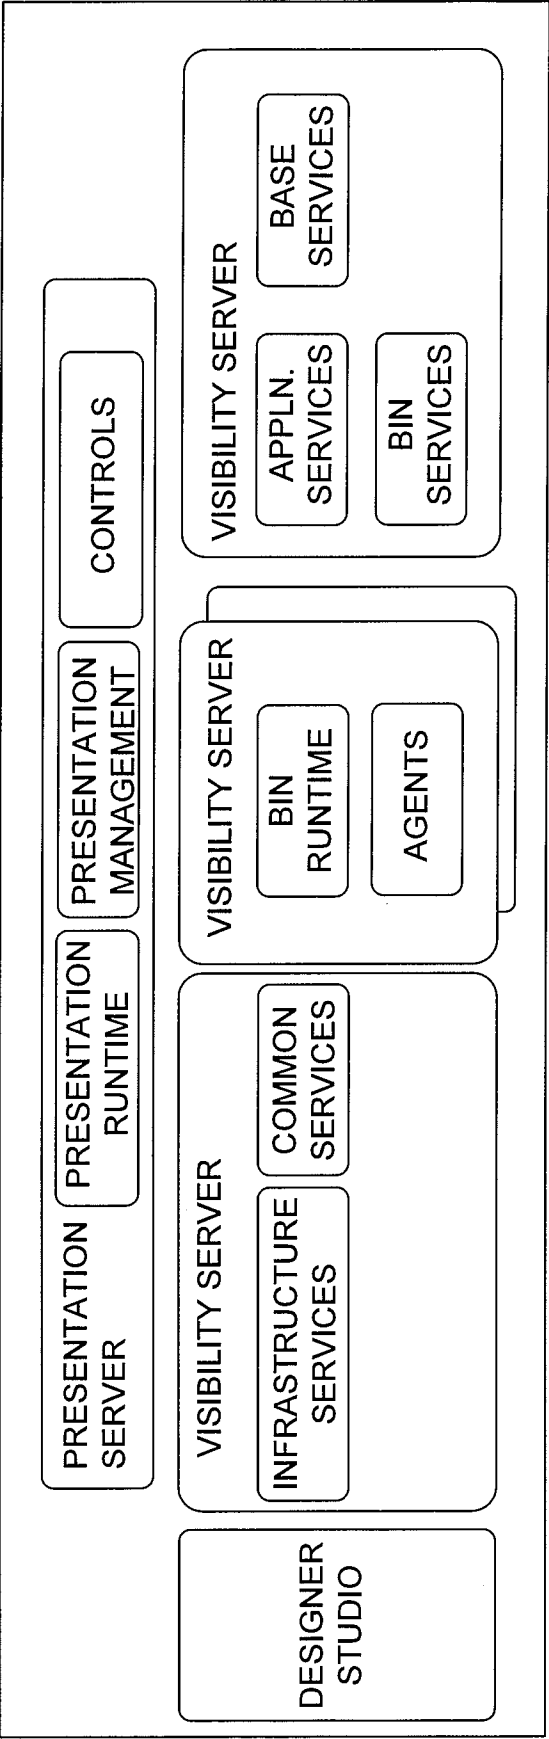 PRESENTATION
SERVER
PRESENTATION
RUNTIME
PRESENTATION
MANAGEMENT
CONTROLS
DESIGNER
STUDIO
VISIBILITY SERVER
INFRASTRUCTURE
SERVICES
COMMON
SERVICES
VISIBILITY SERVER
BIN
RUNTIME
AGENTS
VISIBILITY SERVER
APPLN.
SERVICES
BASE
SERVICES
BIN
SERVICES